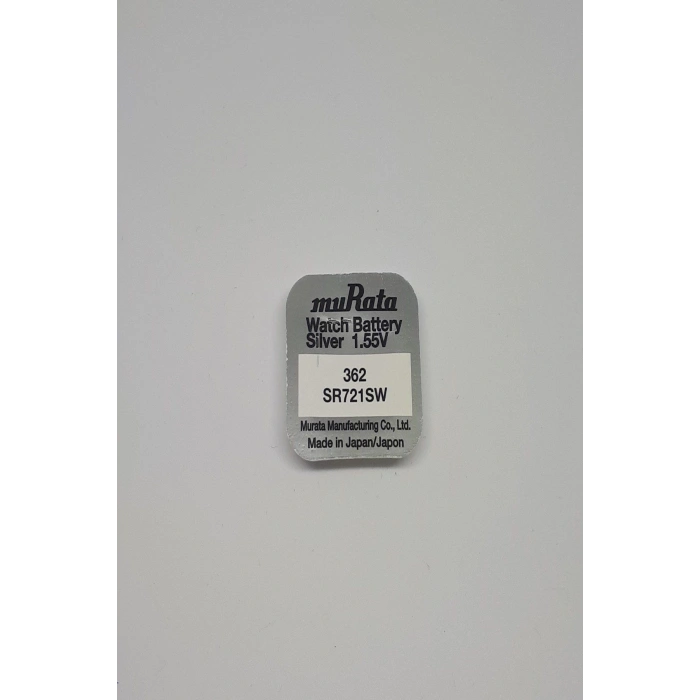 muRata
Watch Battery
Silver 1.55V
362
SR721SW
Murata Manufacturing Co., Ltd.
Made in Japan/Japon